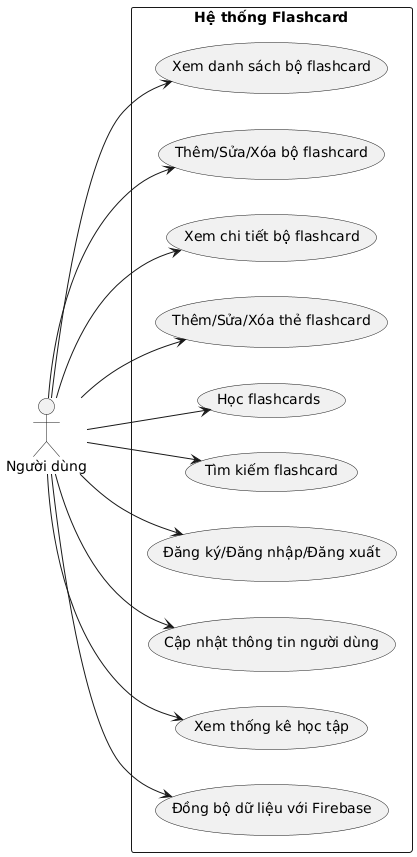 Hệ thống Flashcard
Xem danh sách bộ flashcard
Thêm/Sửa/Xóa bộ flashcard
Xem chi tiết bộ flashcard
Thêm/Sửa/Xóa thẻ flashcard
Học flashcards
Người dùng
Tìm kiếm flashcard
Đăng ký/Đăng nhập/Đăng xuất
Cập nhật thông tin người dùng
Xem thống kê học tập
Đồng bộ dữ liệu với Firebase